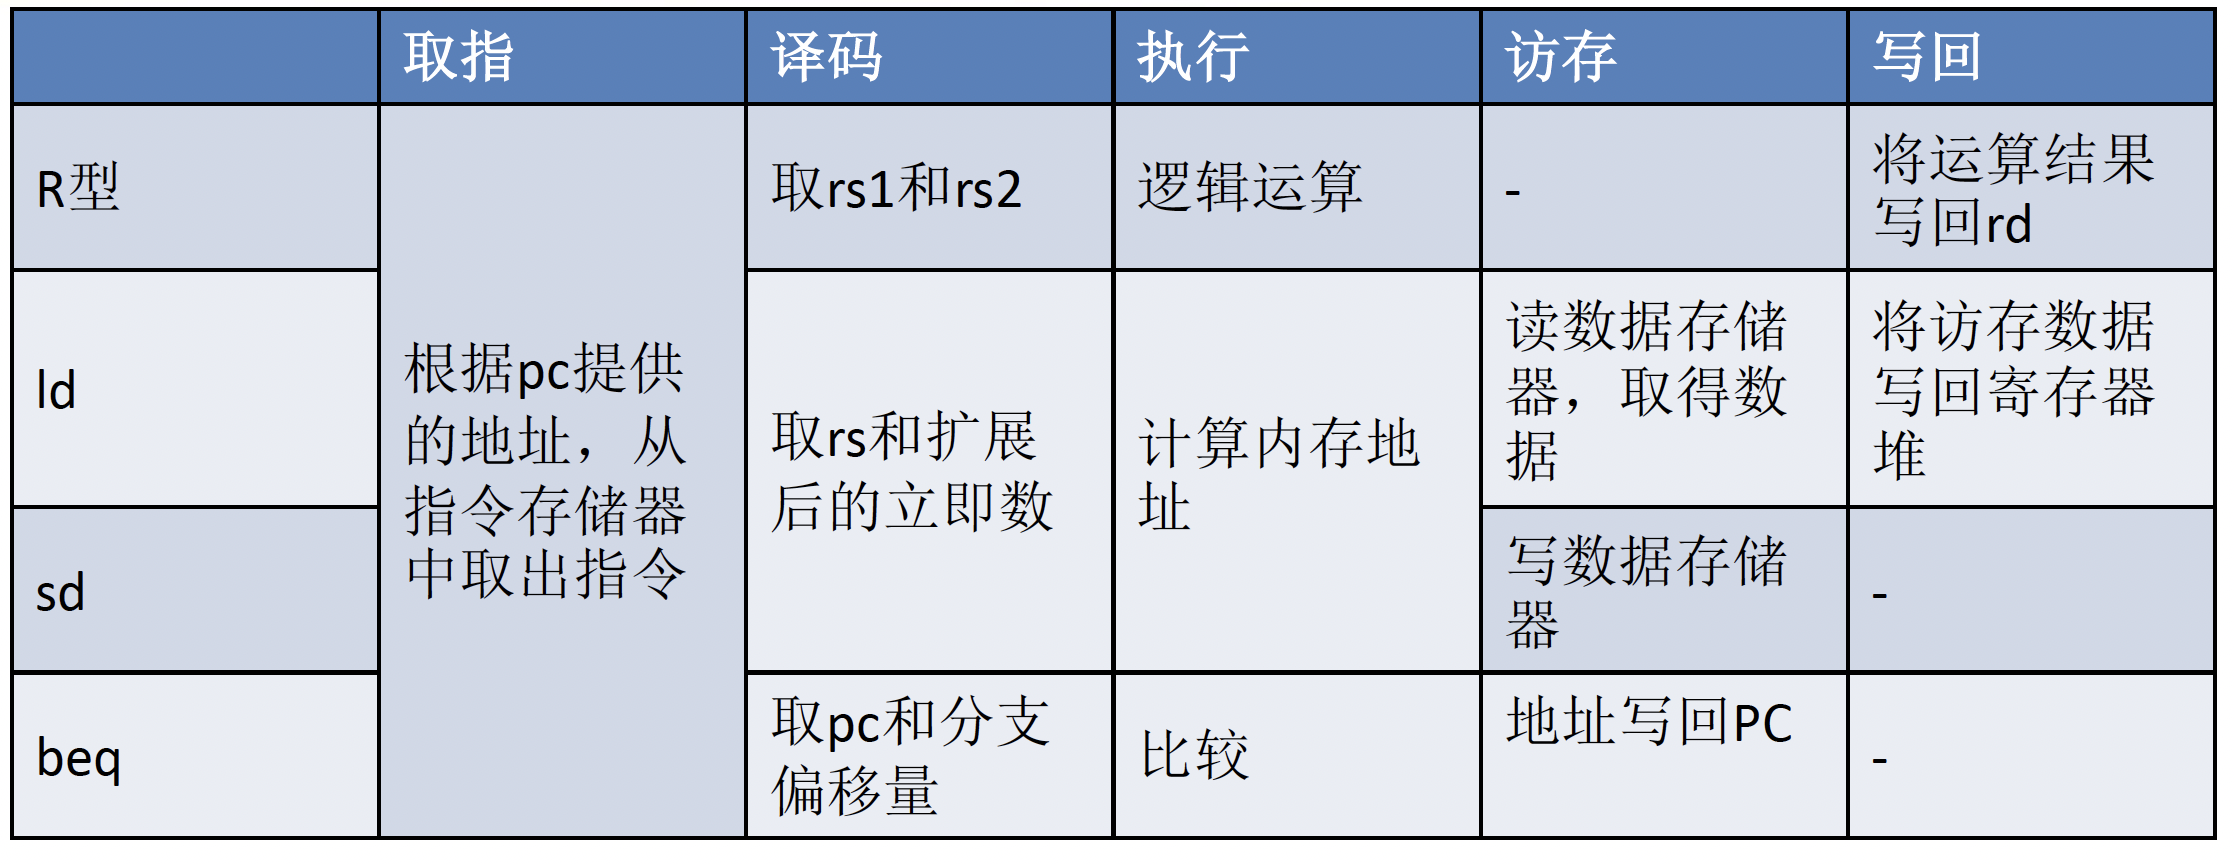 取指 译码 执行 访存 写回
R型
根据pc提供
的地址，从
指令存储器
中取出指令
取rs1和rs2
逻辑运算
-
将运算结果
写回rd
ld
取rs和扩展
后的立即数
计算内存地
址
读数据存储
器，取得数
据
将访存数据
写回寄存器
堆
sd
写数据存储
器
-
beq
取pc和分支
偏移量
比较
地址写回PC
-